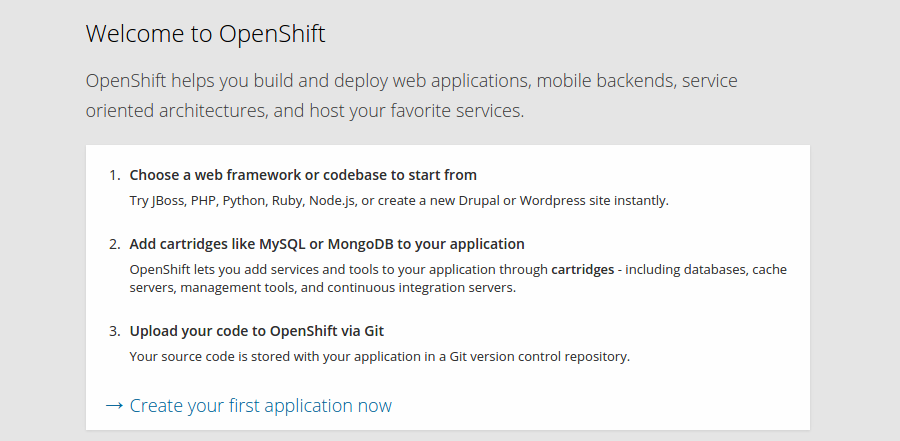 Welcome to OpenShift
OpenShift helps you build and deploy web applications, mobile backends, service
oriented architectures, and host your favorite services.
1. Choose a web framework or codebase to start from
Try JBoss, PHP, Python, Ruby, Node.js, or create a new Drupal or Wordpress site instantly.
2. Add cartridges like MySQL or MongoDB to your application
OpenShift lets you add services and tools to your application through cartridges - including databases, cache
servers, management tools, and continuous integration servers.
3. Upload your code to OpenShift via Git
Your source code is stored with your application in a Git version control repository.
→ Create your first application now